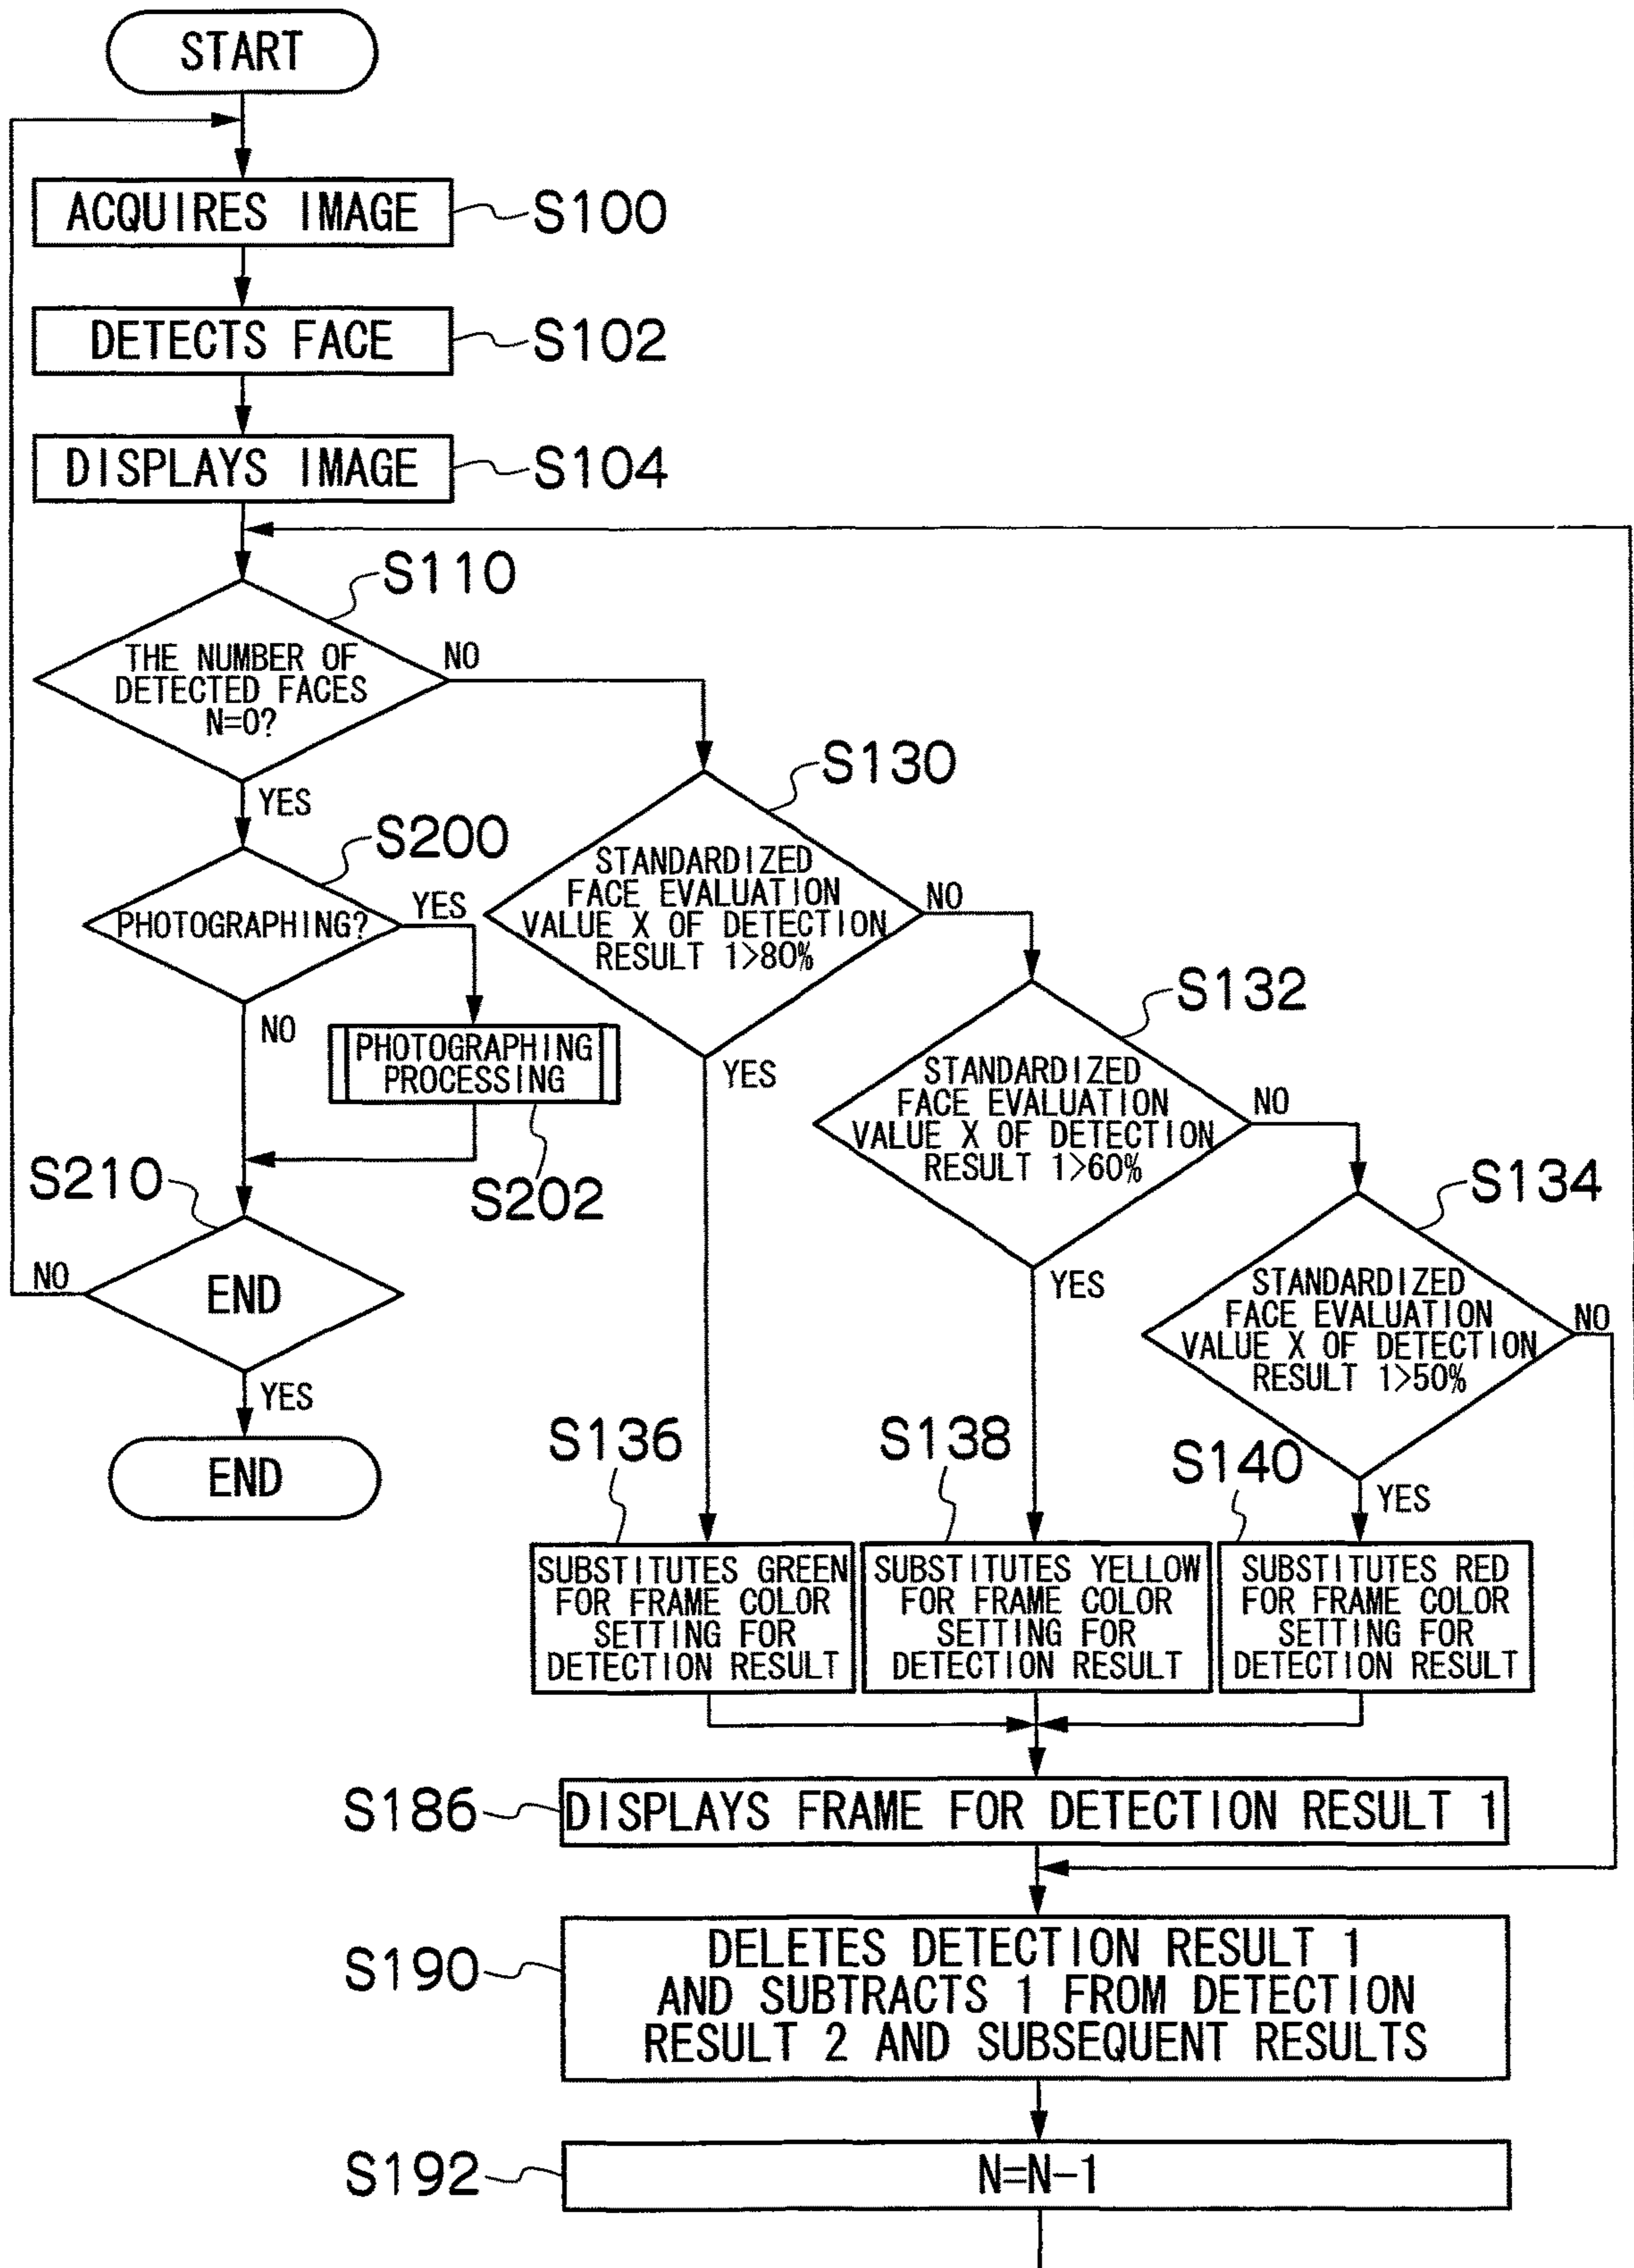 START
ACQUIRES IMAGE
S100
DETECTS FACE
S102
DISPLAYS IMAGE
S104
S110
THE NUMBER OF
DETECTED FACES
N=0?
NO
YES
S200
PHOTOGRAPHING?
YES
NO
PHOTOGRAPHING
PROCESSING
S202
S210
END
NO
YES
END
S130
STANDARDIZED
FACE EVALUATION
VALUE X OF DETECTION
RESULT 1>80%
NO
YES
S132
STANDARDIZED
FACE EVALUATION
VALUE X OF DETECTION
RESULT 1>60%
NO
YES
S134
STANDARDIZED
FACE EVALUATION
VALUE X OF DETECTION
RESULT 1>50%
NO
YES
S136
SUBSTITUTES GREEN
FOR FRAME COLOR
SETTING FOR
DETECTION RESULT
S138
SUBSTITUTES YELLOW
FOR FRAME COLOR
SETTING FOR
DETECTION RESULT
S140
SUBSTITUTES RED
FOR FRAME COLOR
SETTING FOR
DETECTION RESULT
S186
DISPLAYS FRAME FOR DETECTION RESULT 1
S190
DELETES DETECTION RESULT 1
AND SUBTRACTS 1 FROM DETECTION
RESULT 2 AND SUBSEQUENT RESULTS
S192
N=N-1